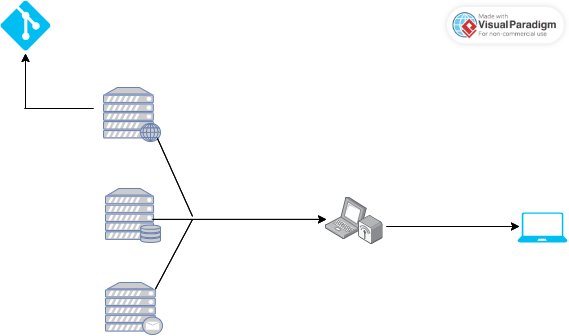 Made with
Visual Paradigm
For non-commercial use